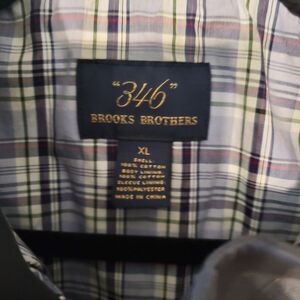 "346"
BROOKS BROTHERS
XL
SHELL:
100% COTTON
BODY LINING:
100% COTTON
SLEEVE LINING:
100% POLYESTER
MADE IN CHINA